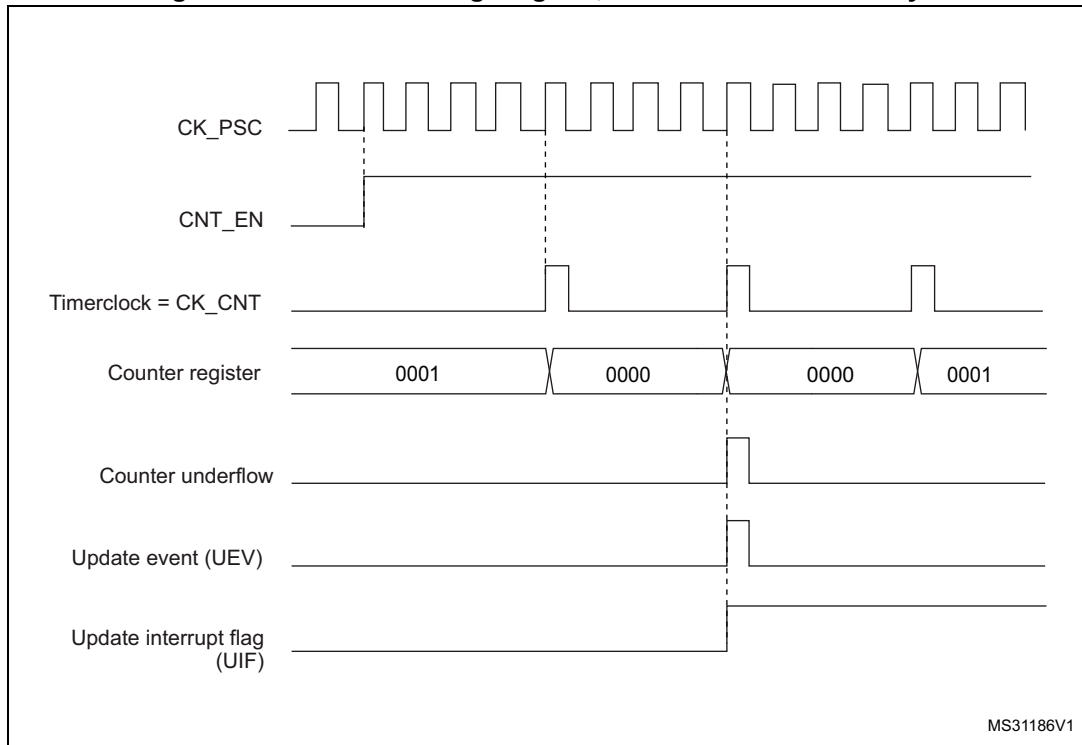 CK_PSC
CNT_EN
Timerclock = CK_CNT
Counter register
0001
0000
0000
0001
Counter underflow
Update event (UEV)
Update interrupt flag
(UIF)
MS31186V1